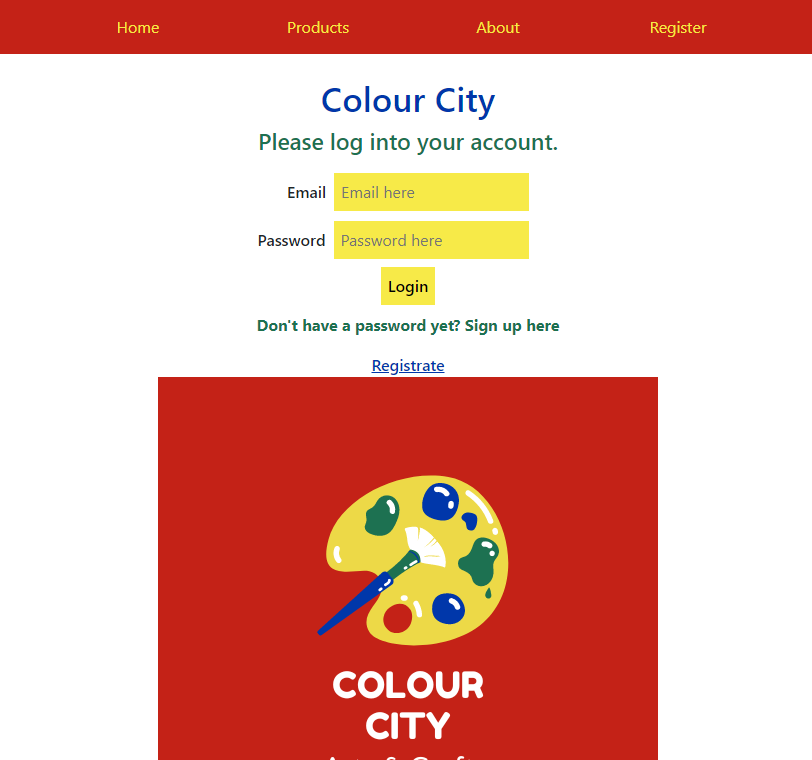 Home Products About Register
Colour City
Please log into your account.
Email Email here
Password Password here
Login
Don't have a password yet? Sign up here
Registrate
COLOUR
CITY